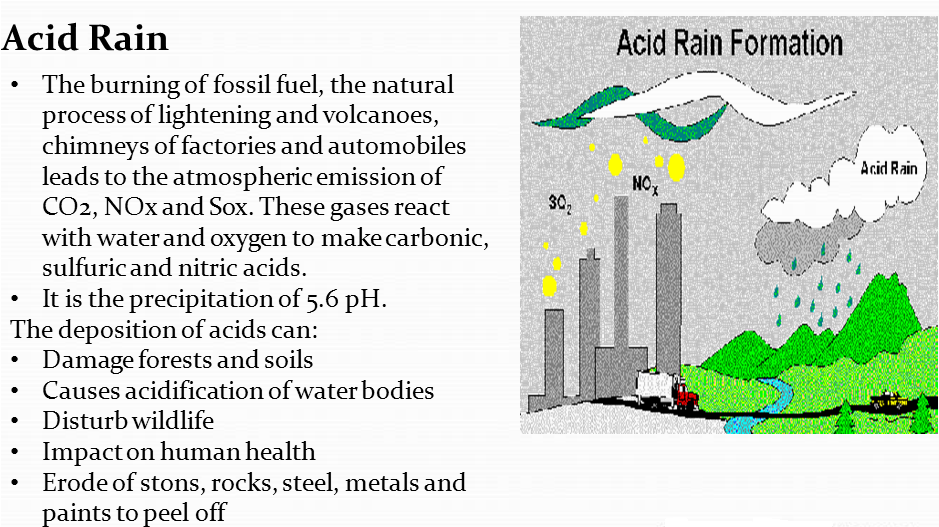 Acid Rain
• The burning of fossil fuel, the natural
process of lightening and volcanoes,
chimneys of factories and automobiles
leads to the atmospheric emission of
CO2, NOx and Sox. These gases react
with water and oxygen to make carbonic,
sulfuric and nitric acids.
• It is the precipitation of 5.6 pH.
The deposition of acids can:
• Damage forests and soils
• Causes acidification of water bodies
• Disturb wildlife
• Impact on human health
• Erode of stons, rocks, steel, metals and
paints to peel off
Acid Rain Formation
Acid Rain
NOX
SO2